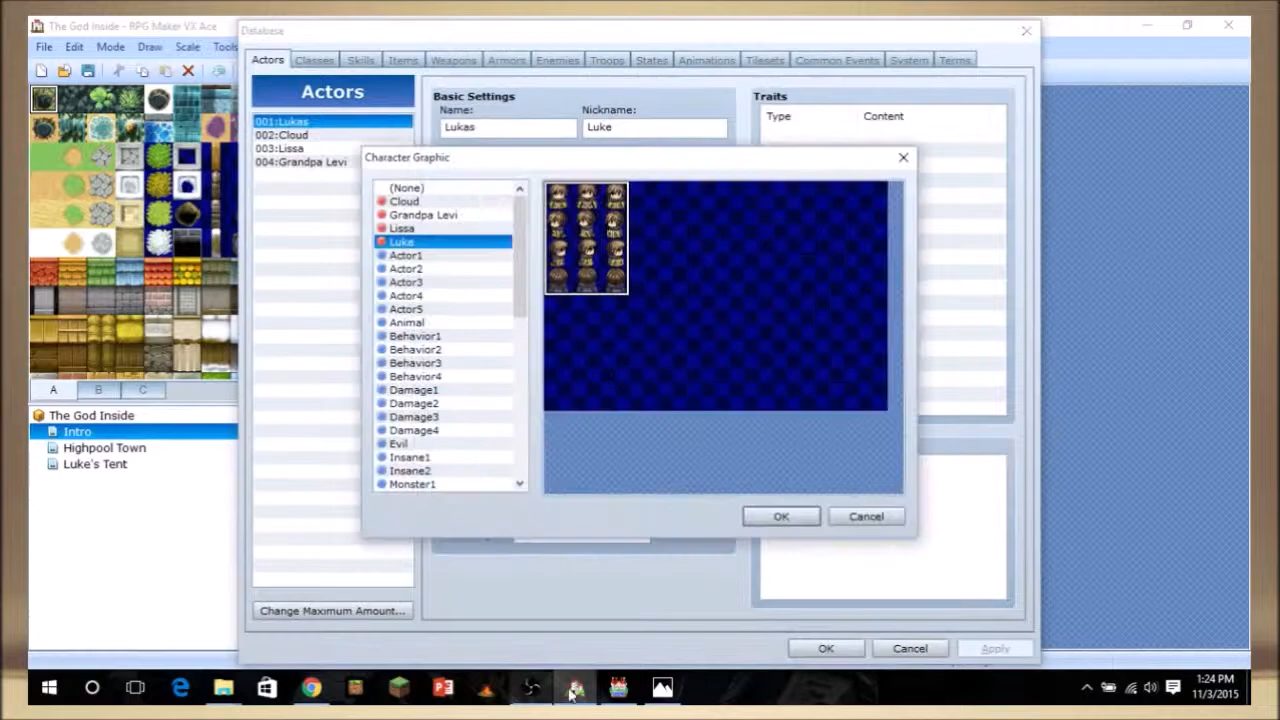 The God Inside - RPG Maker VX Ace
File Edit Mode Draw Scale Tools
Database
Actors Classes Skills Items Weapons Armors Enemies Troops States Animations Tilesets Common Events System Terms
Actors
001:Lukas
002:Cloud
003:Lissa
004:Grandpa Levi
Change Maximum Amount...
Basic Settings
Name: Nickname:
Lukas Luke
Traits
Type Content
Character Graphic
(None)
Cloud
Grandpa Levi
Lissa
Luke
Actor1
Actor2
Actor3
Actor4
Actor5
Animal
Behavior1
Behavior2
Behavior3
Behavior4
Damage1
Damage2
Damage3
Damage4
Evil
Insane1
Insane2
Monster1
OK Cancel
A B C
The God Inside
Intro
Highpool Town
Luke's Tent
OK Cancel Apply
1:24 PM
11/3/2015